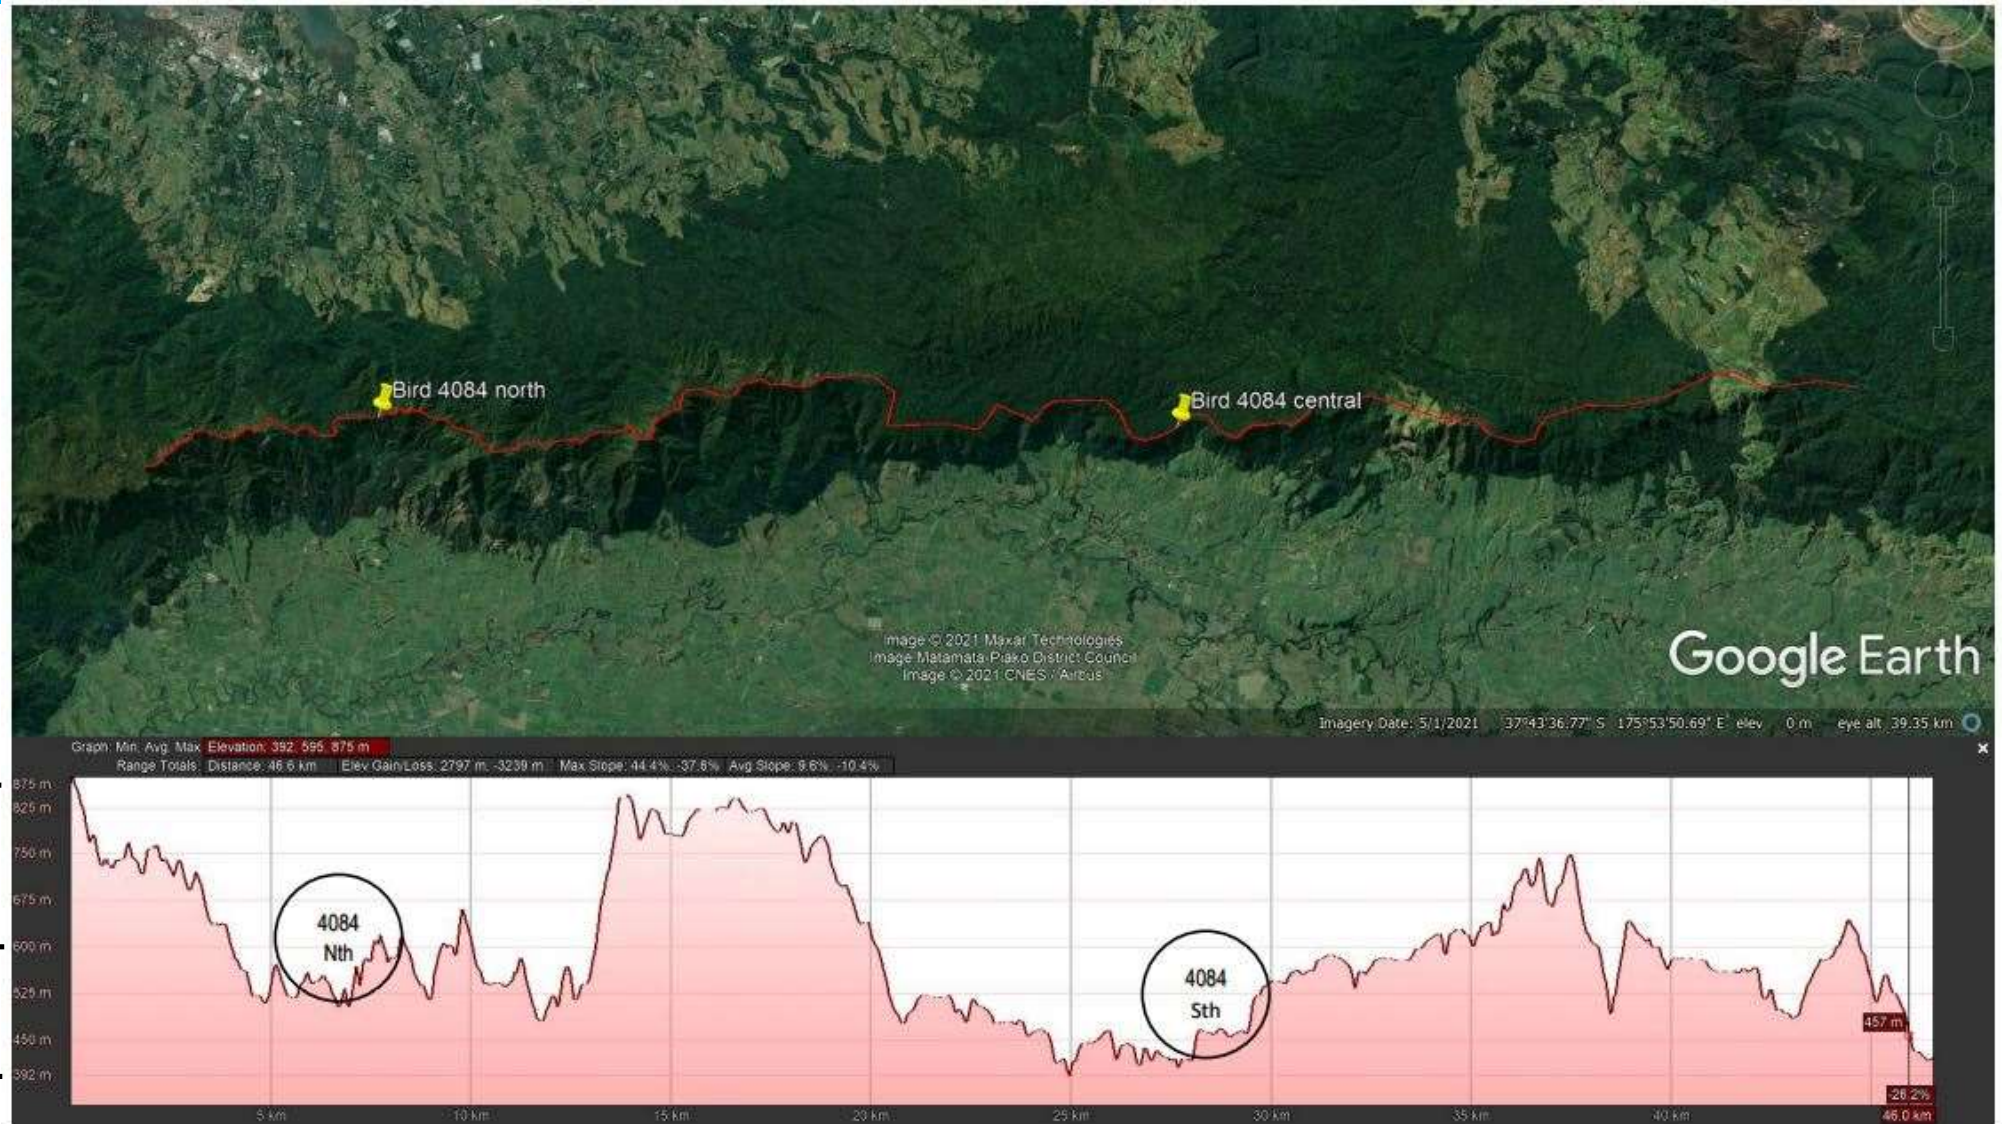 Bird 4084 north
Bird 4084 central
Image © 2021 Maxar Technologies
Image Matamata-Piako District Council
Image © 2021 CNES / Airbus
Google Earth
Imagery Date: 5/1/2021 37°43'36.77" S 175°53'50.69" E elev 0 m eye alt 39.35 km
Graph: Min, Avg, Max Elevation: 392, 595, 875 m
Range Totals: Distance: 46.6 km Elev Gain/Loss: 2797 m, -3239 m Max Slope: 44.4%, -37.6% Avg Slope: 9.6%, -10.4%
875 m
825 m
750 m
675 m
600 m
525 m
450 m
392 m
4084
Nth
4084
Sth
457 m
-26.2%
5 km 10 km 15 km 20 km 25 km 30 km 35 km 40 km 46.0 km